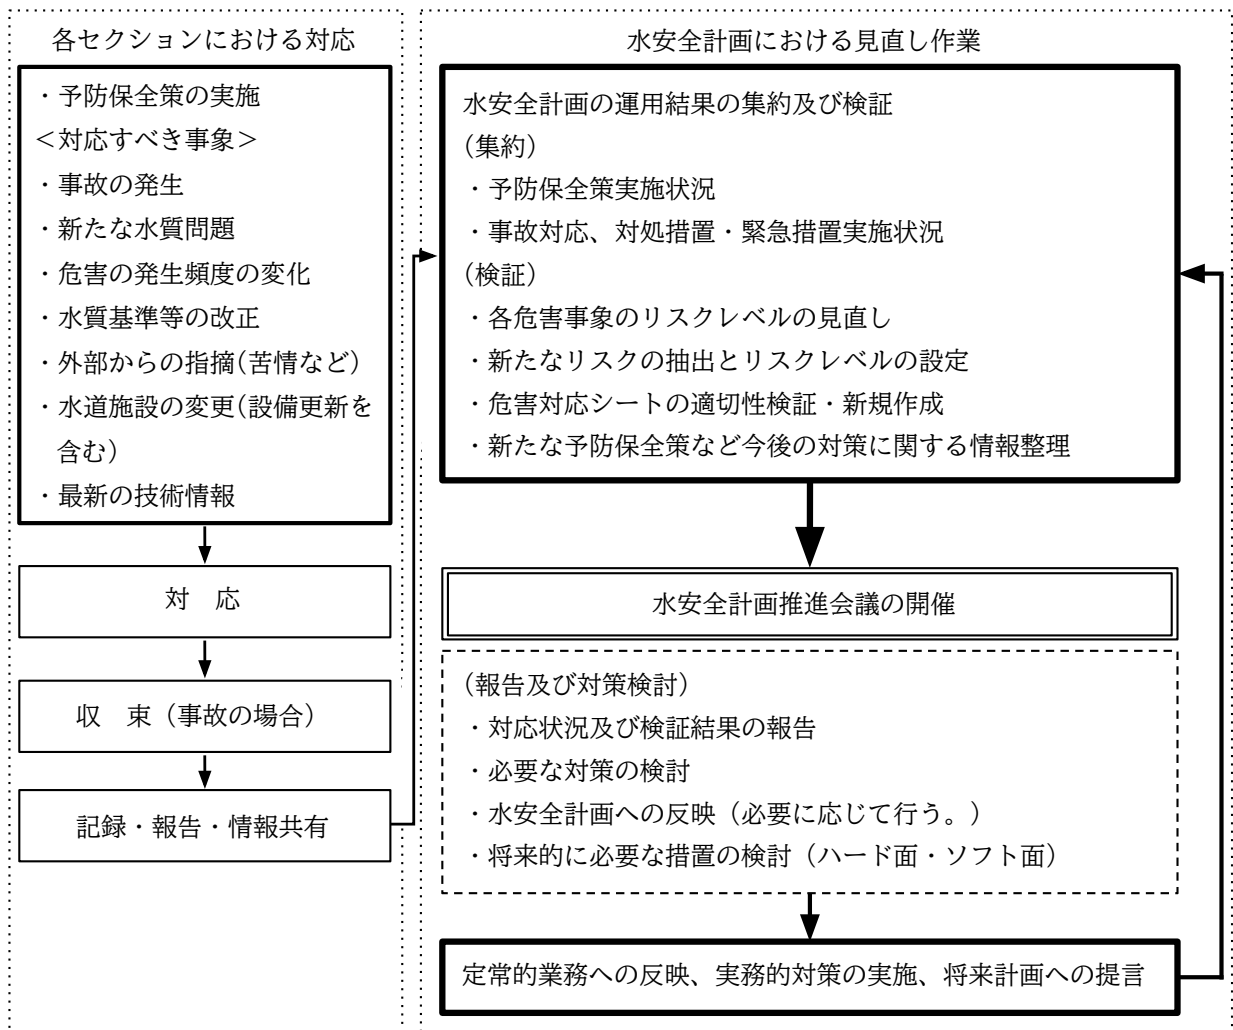 各セクションにおける対応
・予防保全策の実施
＜対応すべき事象＞
・事故の発生
・新たな水質問題
・危害の発生頻度の変化
・水質基準等の改正
・外部からの指摘(苦情など)
・水道施設の変更(設備更新を
含む)
・最新の技術情報
対　応
収　束（事故の場合）
記録・報告・情報共有
水安全計画における見直し作業
水安全計画の運用結果の集約及び検証
(集約)
・予防保全策実施状況
・事故対応、対処措置・緊急措置実施状況
(検証)
・各危害事象のリスクレベルの見直し
・新たなリスクの抽出とリスクレベルの設定
・危害対応シートの適切性検証・新規作成
・新たな予防保全策など今後の対策に関する情報整理
水安全計画推進会議の開催
(報告及び対策検討)
・対応状況及び検証結果の報告
・必要な対策の検討
・水安全計画への反映（必要に応じて行う。）
・将来的に必要な措置の検討（ハード面・ソフト面）
定常的業務への反映、実務的対策の実施、将来計画への提言